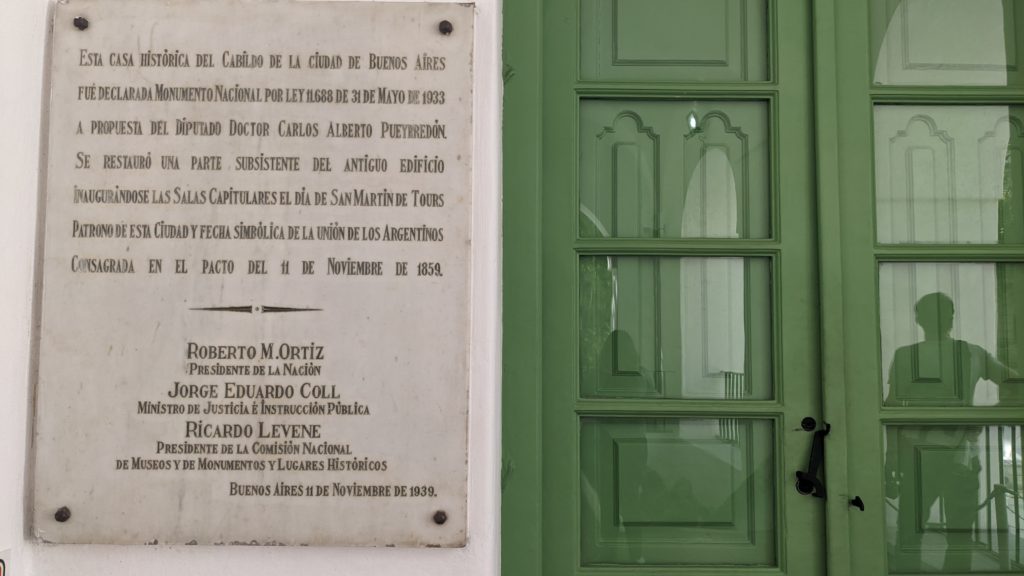 Esta casa histórica del Cabildo de la ciudad de Buenos Aires
fué declarada Monumento Nacional por Ley 11.688 de 31 de Mayo de 1933
a propuesta del Diputado Doctor Carlos Alberto Pueyrredón.
Se restauró una parte subsistente del antiguo edificio
inaugurándose las Salas Capitulares el día de San Martín de Tours
Patrono de esta Ciudad y fecha simbólica de la unión de los Argentinos
Consagrada en el pacto del 11 de Noviembre de 1859.
Roberto M. Ortiz
Presidente de la Nación
Jorge Eduardo Coll
Ministro de Justicia é Instrucción Pública
Ricardo Levene
Presidente de la Comisión Nacional
de Museos y de Monumentos y Lugares Históricos
Buenos Aires 11 de Noviembre de 1939.